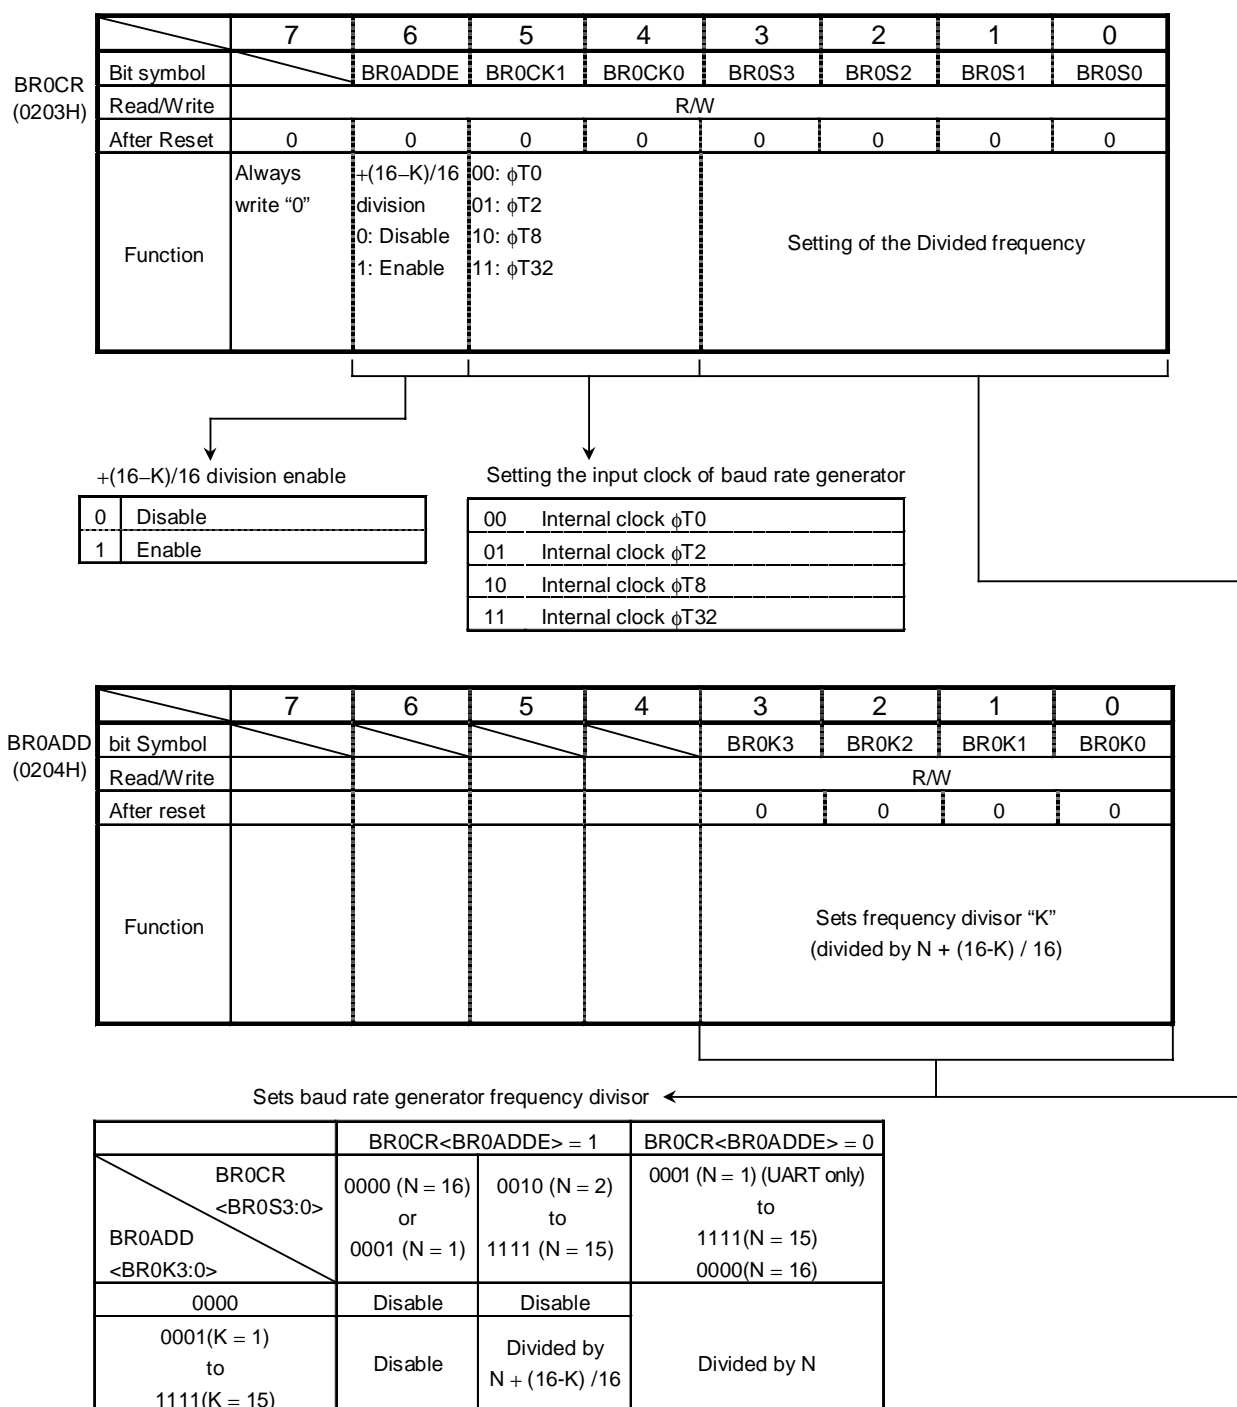 7 6 5 4 3 2 1 0
BR0CR
(0203H)
Bit symbol BR0ADDE BR0CK1 BR0CK0 BR0S3 BR0S2 BR0S1 BR0S0
Read/Write R/W
After Reset 0 0 0 0 0 0 0 0
Function
Always
write “0”
+(16−K)/16
division
0: Disable
1: Enable
00: ϕT0
01: ϕT2
10: ϕT8
11: ϕT32
Setting of the Divided frequency
+(16−K)/16 division enable
0 Disable
1 Enable
Setting the input clock of baud rate generator
00 Internal clock ϕT0
01 Internal clock ϕT2
10 Internal clock ϕT8
11 Internal clock ϕT32
7 6 5 4 3 2 1 0
BR0ADD
(0204H)
bit Symbol BR0K3 BR0K2 BR0K1 BR0K0
Read/Write R/W
After reset 0 0 0 0
Function
Sets frequency divisor “K”
(divided by N + (16-K) / 16)
Sets baud rate generator frequency divisor
BR0CR<BR0ADDE> = 1 BR0CR<BR0ADDE> = 0
BR0CR
<BR0S3:0>
BR0ADD
<BR0K3:0>
0000 (N = 16)
or
0001 (N = 1)
0010 (N = 2)
to
1111 (N = 15)
0001 (N = 1) (UART only)
to
1111(N = 15)
0000(N = 16)
0000 Disable Disable
0001(K = 1)
to
1111(K = 15)
Disable
Divided by
N + (16-K) /16
Divided by N